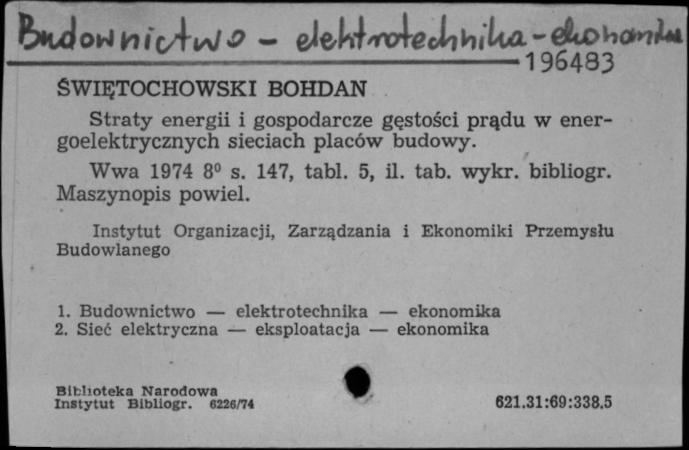 Budownictwo - elektrotechnika - ekonomika
196483
ŚWIĘTOCHOWSKI BOHDAN
Straty energii i gospodarcze gęstości prądu w ener-
goelektrycznych sieciach placów budowy.
Wwa 1974 8⁰ s. 147, tabl. 5, il. tab. wykr. bibliogr.
Maszynopis powiel.
Instytut Organizacji, Zarządzania i Ekonomiki Przemysłu
Budowlanego
1. Budownictwo — elektrotechnika — ekonomika
2. Sieć elektryczna — eksploatacja — ekonomika
Biblioteka Narodowa
Instytut Bibliogr. 6226/74
621.31:69:338.5